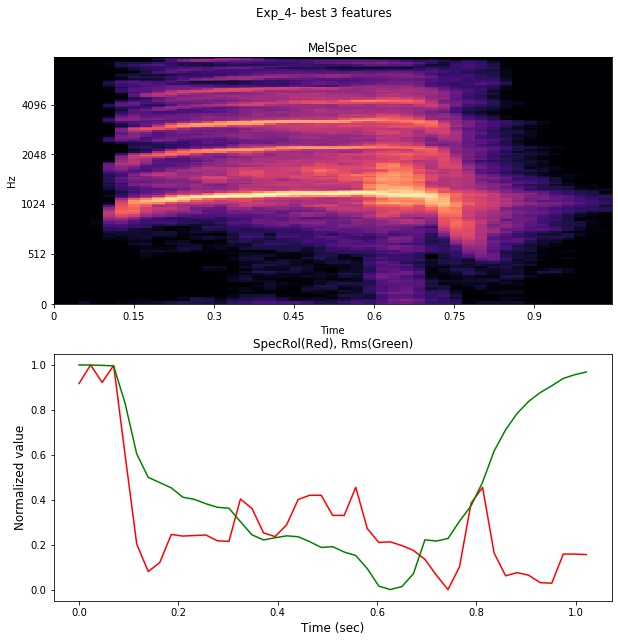 Exp_4- best 3 features
MelSpec
4096
2048
1024
512
0
Hz
0 0.15 0.3 0.45 0.6 0.75 0.9
Time
SpecRol(Red), Rms(Green)
1.0
0.8
0.6
0.4
0.2
0.0
Normalized value
0.0 0.2 0.4 0.6 0.8 1.0
Time (sec)